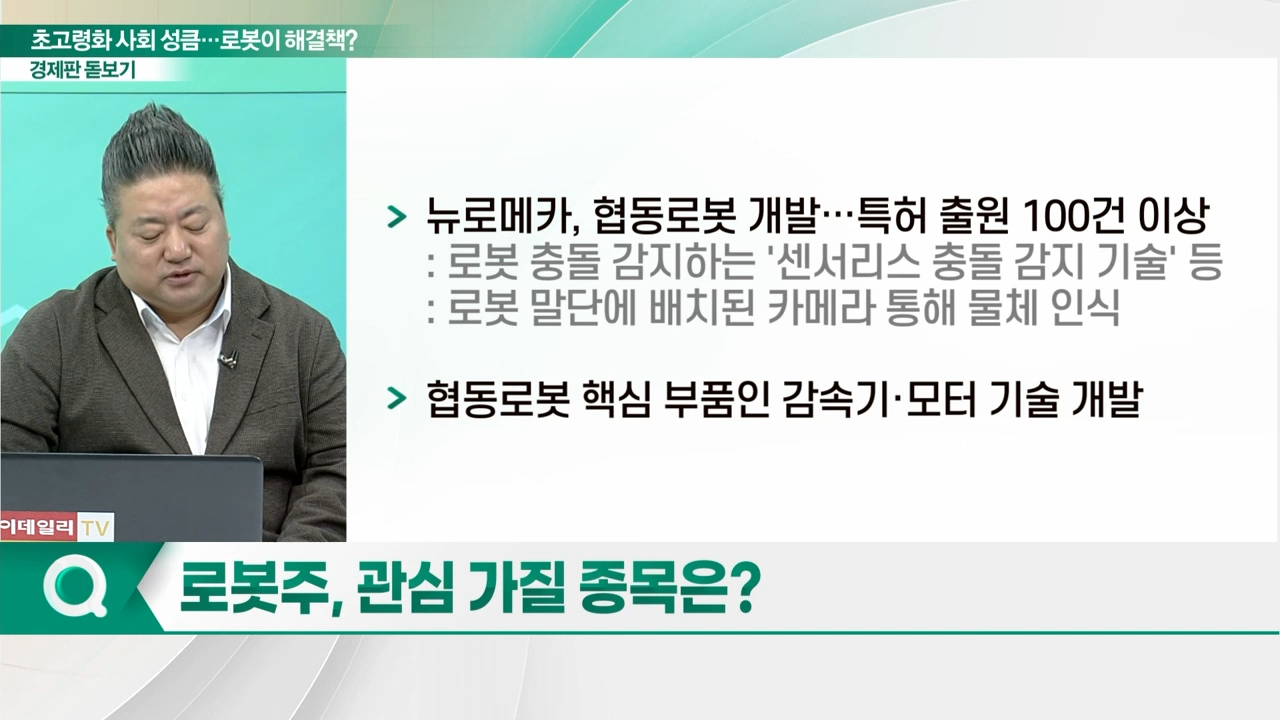 초고령화 사회 성큼…로봇이 해결책?
경제판 돋보기
> 뉴로메카, 협동로봇 개발…특허 출원 100건 이상
: 로봇 충돌 감지하는 '센서리스 충돌 감지 기술' 등
: 로봇 말단에 배치된 카메라 통해 물체 인식
> 협동로봇 핵심 부품인 감속기·모터 기술 개발
이데일리 TV
Q 로봇주, 관심 가질 종목은?